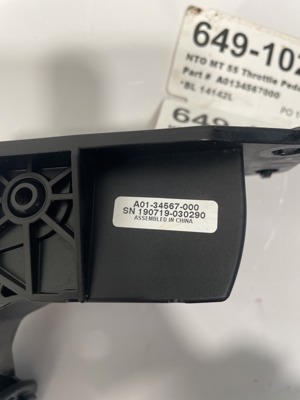 649-102
NTO MT 55 Throttle Peda
Part # A0134567000
*BL 14142L
PO
649
A01-34567-000
SN 190719-030290
ASSEMBLED IN CHINA